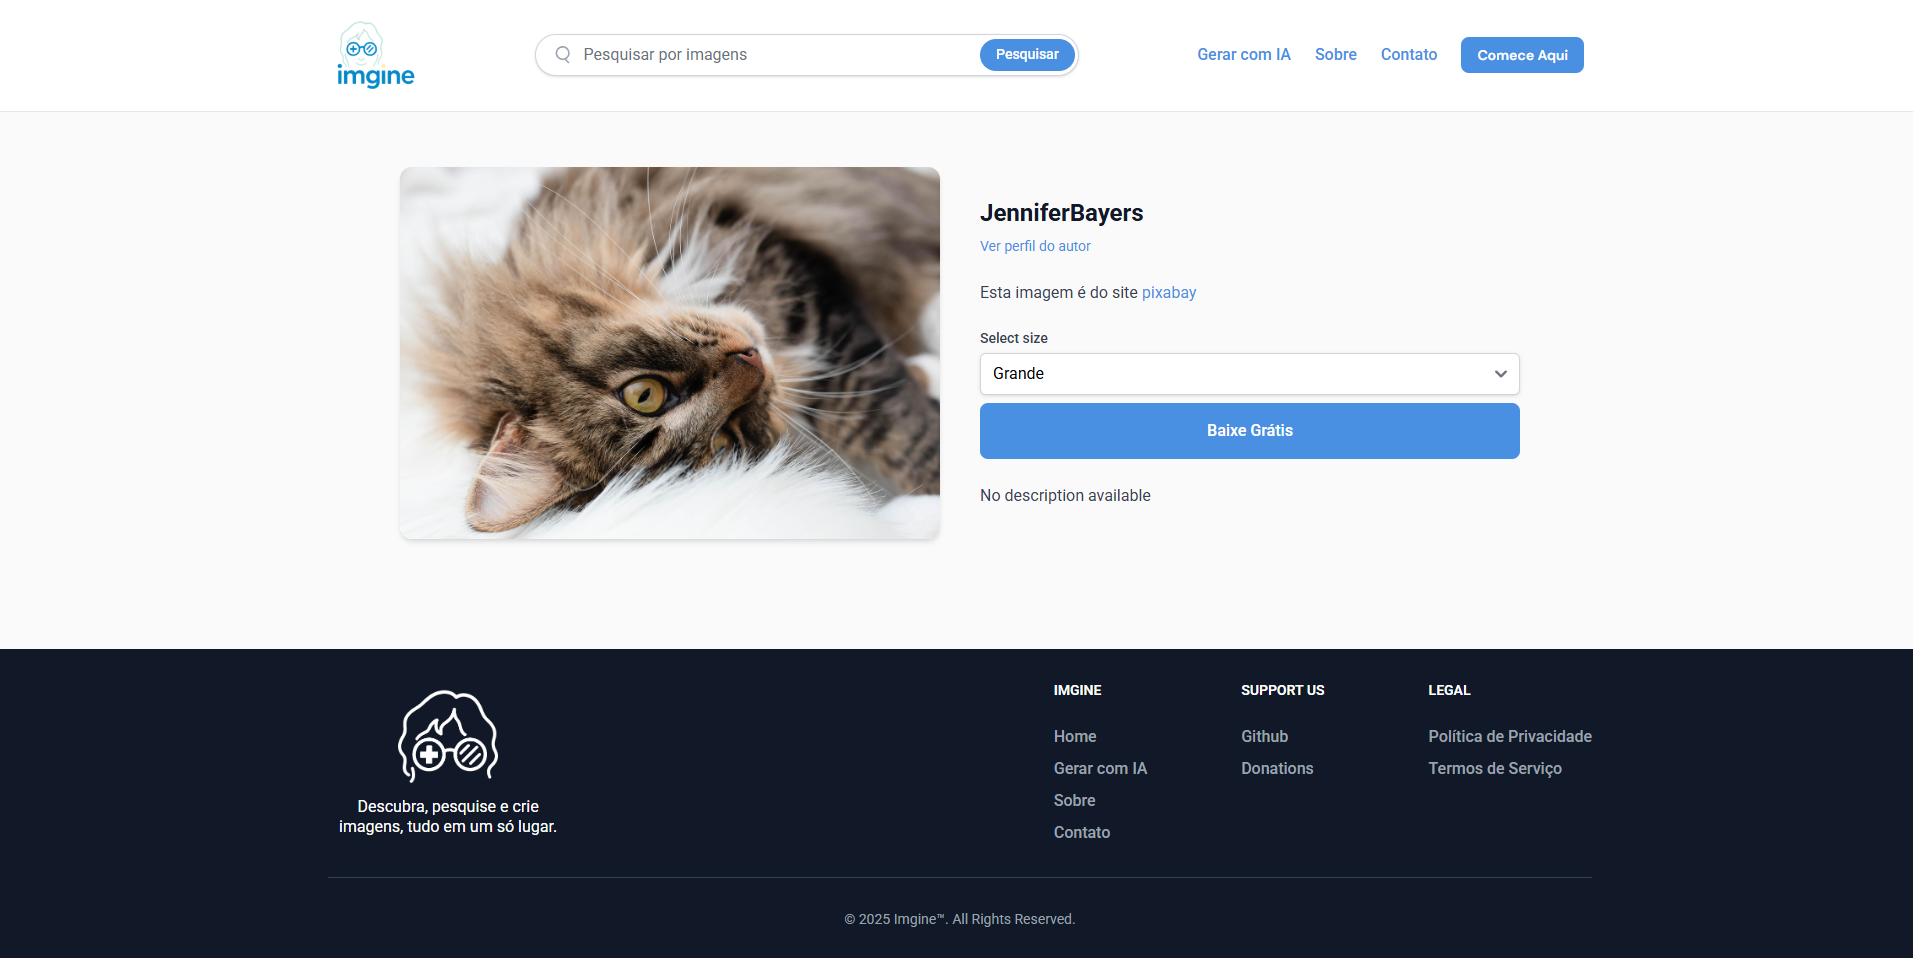 imgine
Pesquisar por imagens
Pesquisar
Gerar com IA
Sobre
Contato
Comece Aqui
JenniferBayers
Ver perfil do autor
Esta imagem é do site pixabay
Select size
Grande
Baixe Grátis
No description available
Descubra, pesquise e crie
imagens, tudo em um só lugar.
IMGINE
Home
Gerar com IA
Sobre
Contato
SUPPORT US
Github
Donations
LEGAL
Política de Privacidade
Termos de Serviço
© 2025 Imgine™. All Rights Reserved.